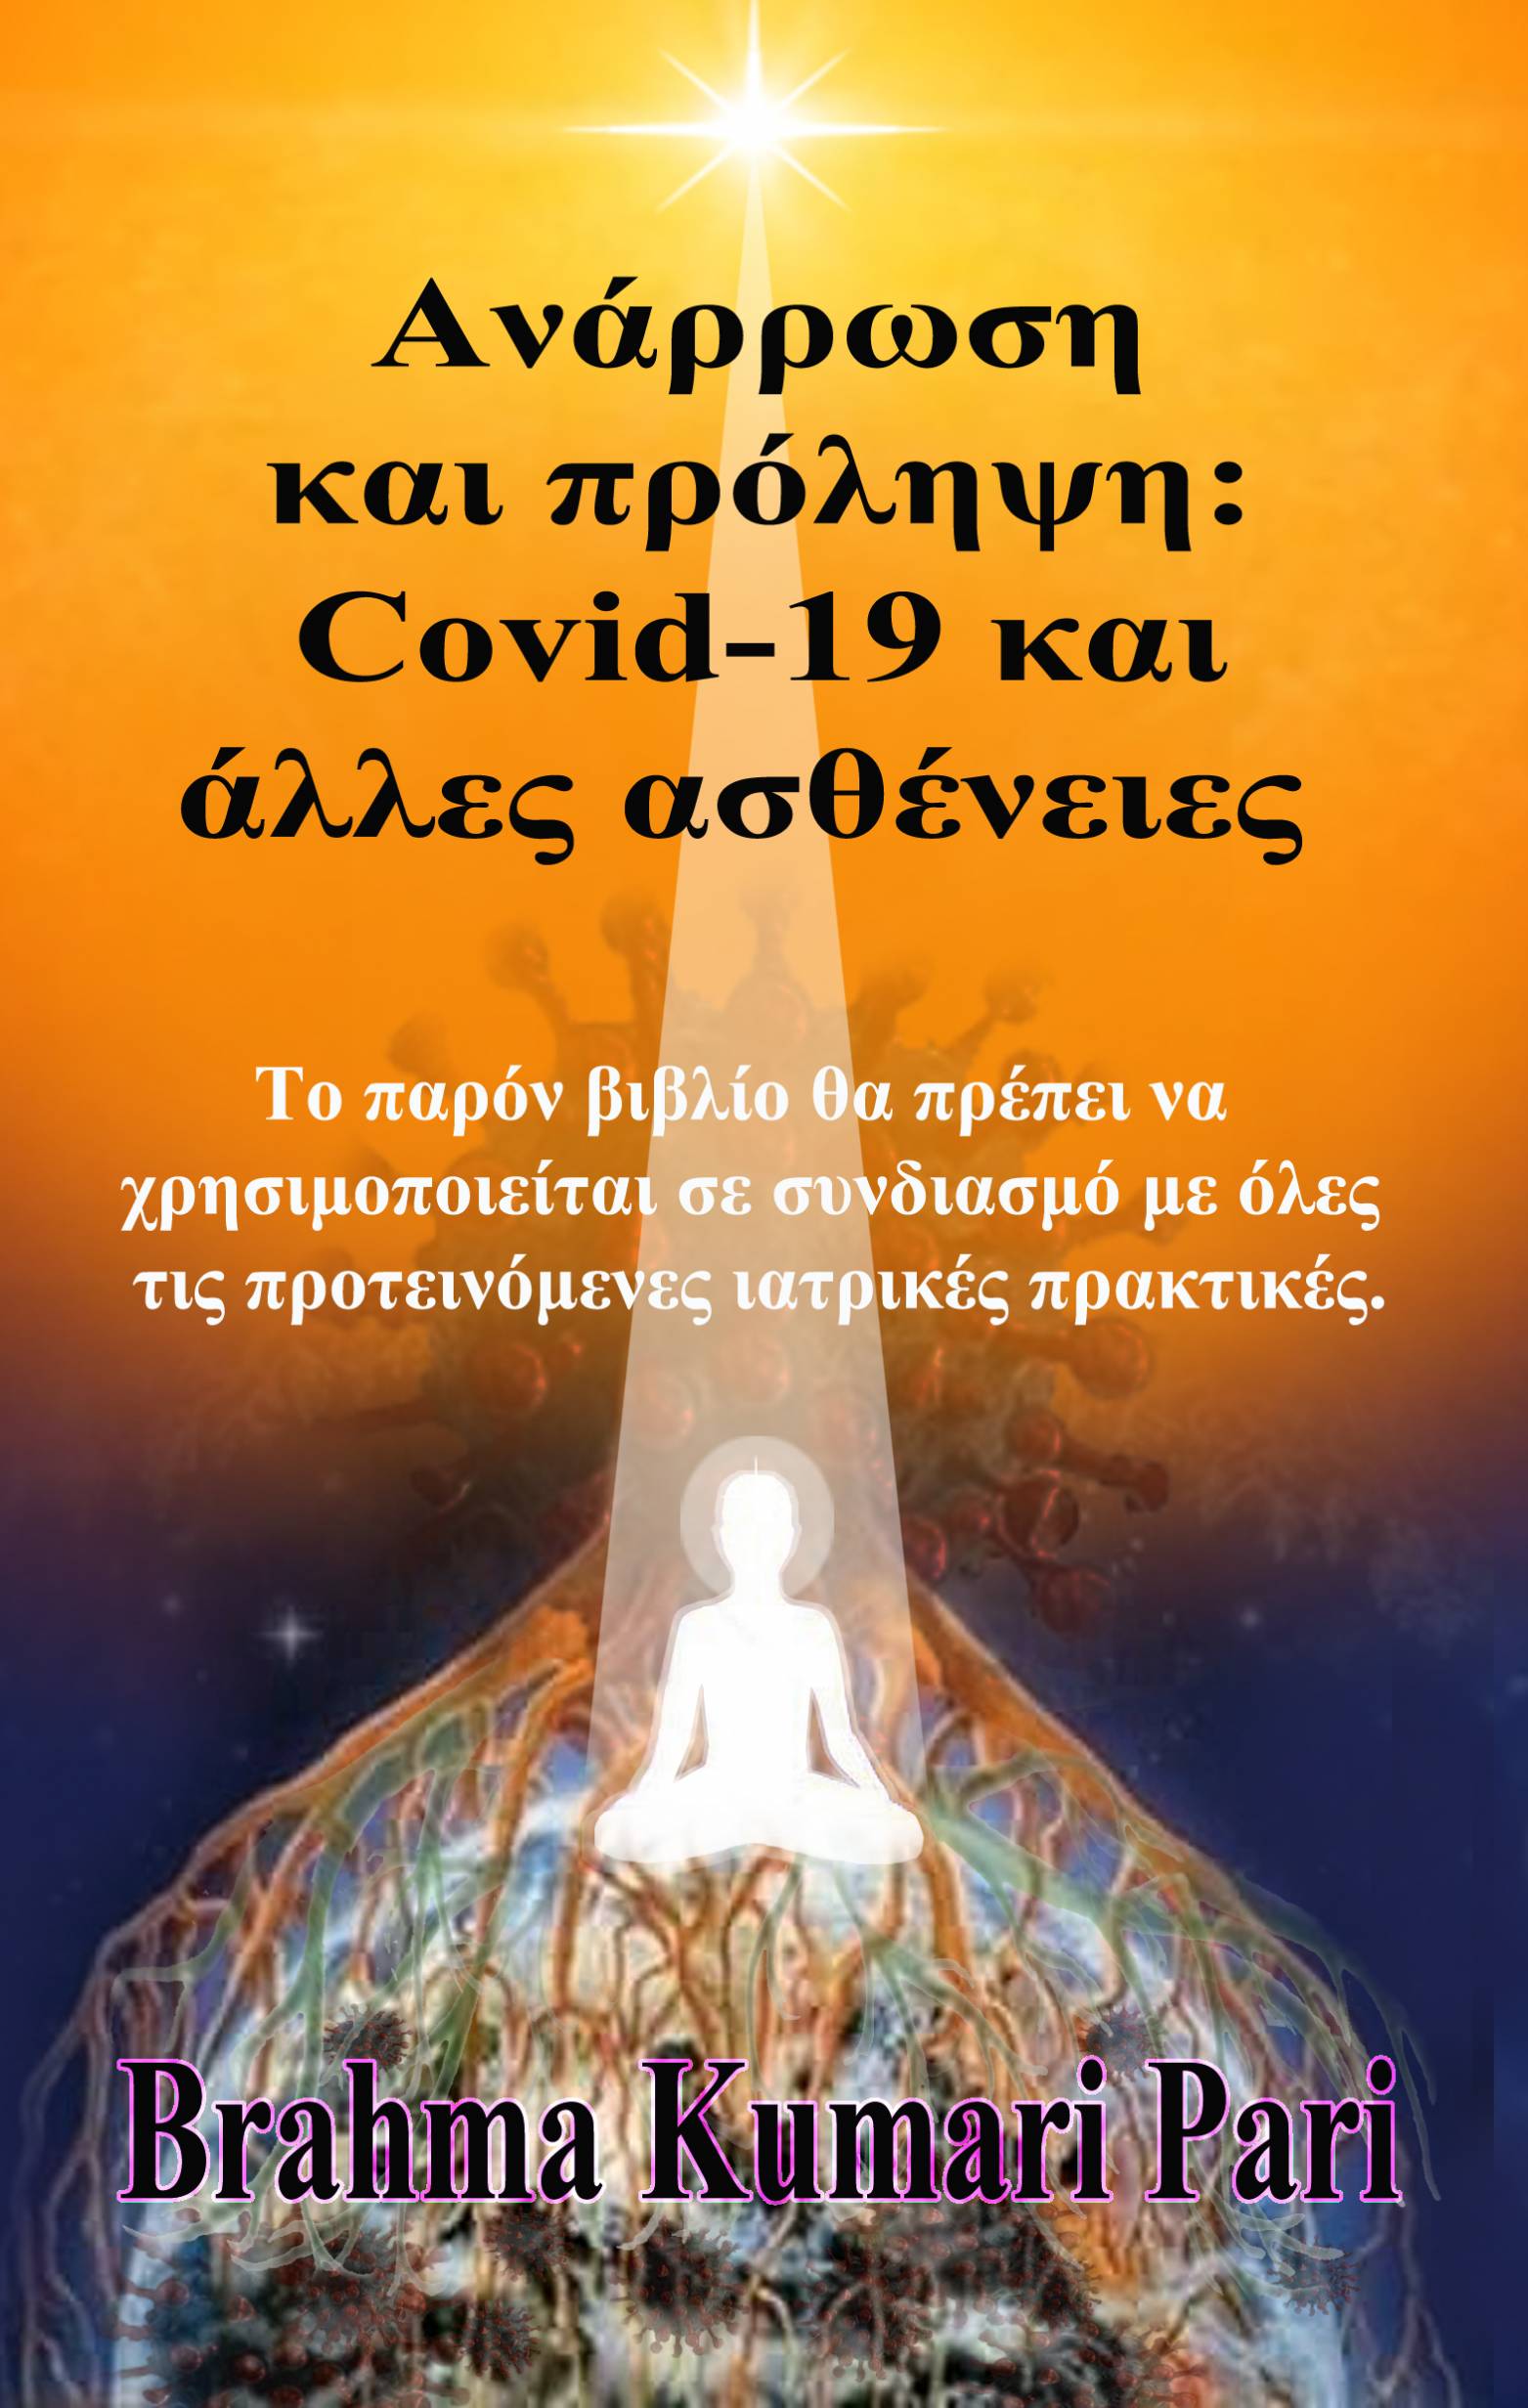 Ανάρρωση
και πρόληψη:
Covid-19 και
άλλες ασθένειες
Το παρόν βιβλίο θα πρέπει να
χρησιμοποιείται σε συνδιασμό με όλες
τις προτεινόμενες ιατρικές πρακτικές.
Brahma Kumari Pari